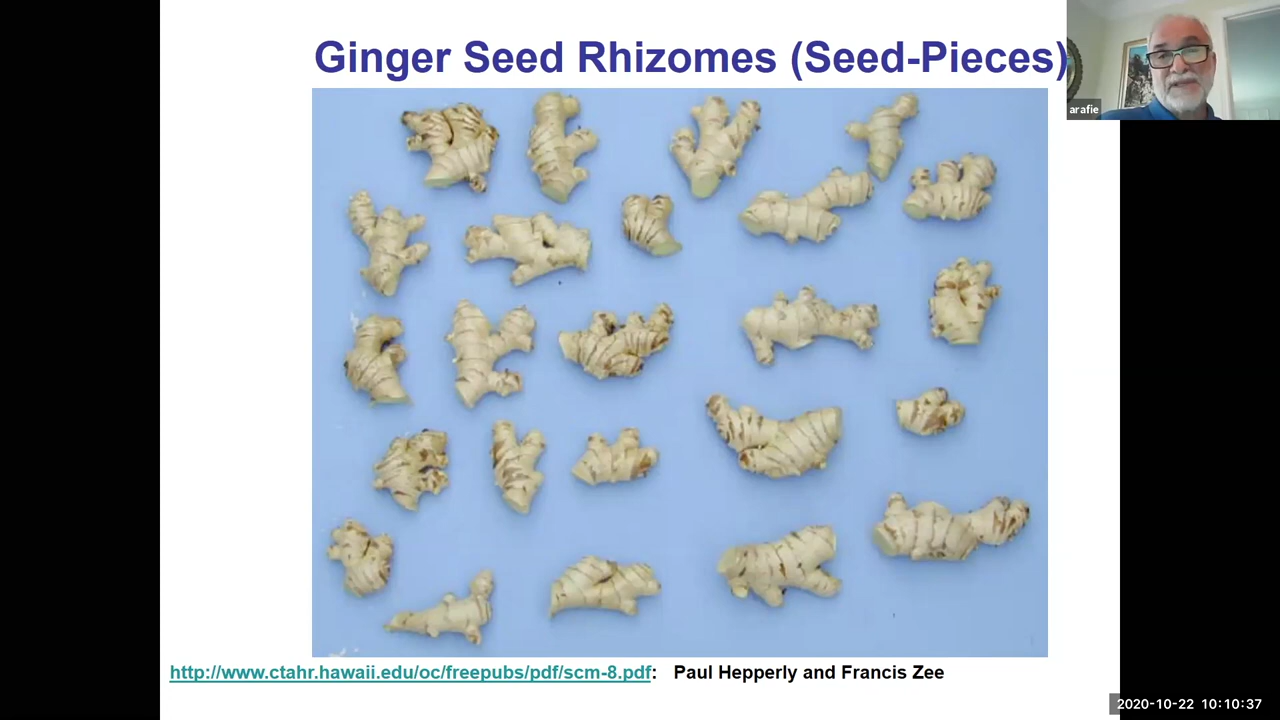 Ginger Seed Rhizomes (Seed-Pieces)
arafie
http://www.ctahr.hawaii.edu/oc/freepubs/pdf/scm-8.pdf: Paul Hepperly and Francis Zee
2020-10-22 10:10:37